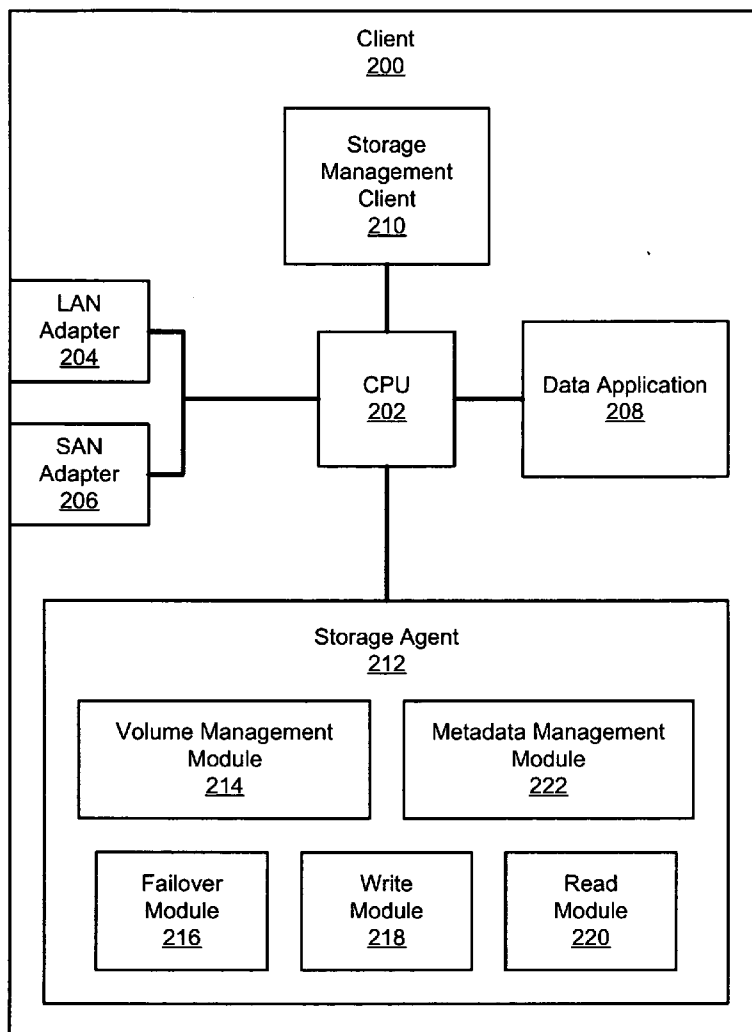 Client
200
Storage
Management
Client
210
LAN
Adapter
204
SAN
Adapter
206
CPU
202
Data Application
208
Storage Agent
212
Volume Management
Module
214
Metadata Management
Module
222
Failover
Module
216
Write
Module
218
Read
Module
220